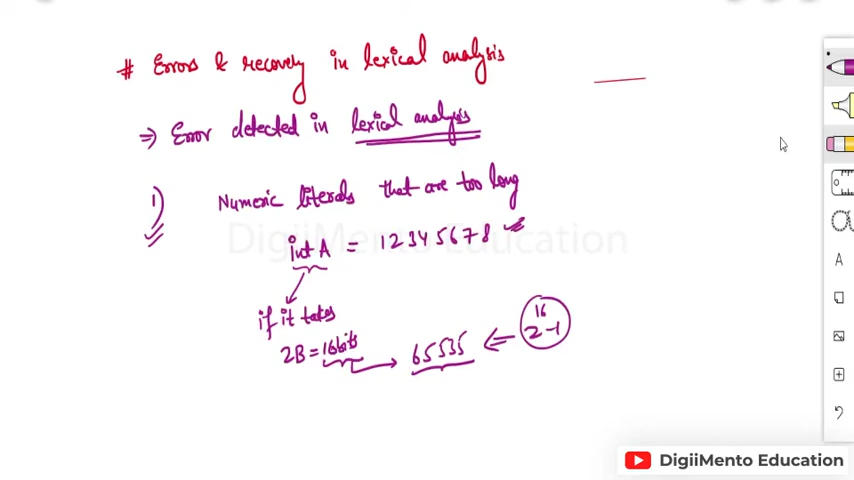 # Errors & recovery in lexical analysis
⇒ Error detected in lexical analysis
1) Numeric literals that are too long
int A = 12345678
if it takes
2B = 16bits → 65535 ⇐ 2^16-1
DigiiMento Education
A
DigiiMento Education